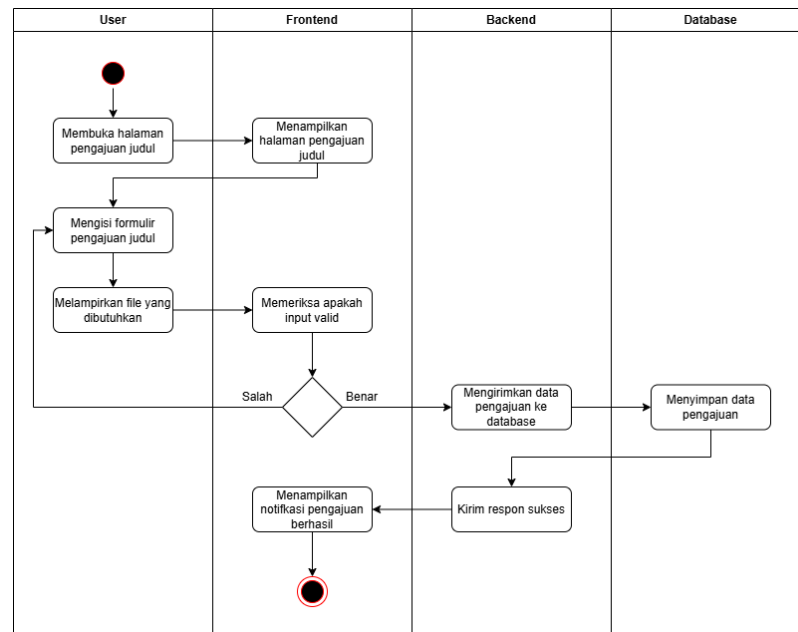 User
Frontend
Backend
Database
Membuka halaman
pengajuan judul
Menampilkan
halaman pengajuan
judul
Mengisi formulir
pengajuan judul
Melampirkan file yang
dibutuhkan
Memeriksa apakah
input valid
Salah
Benar
Mengirimkan data
pengajuan ke
database
Menyimpan data
pengajuan
Menampilkan
notifkasi pengajuan
berhasil
Kirim respon sukses